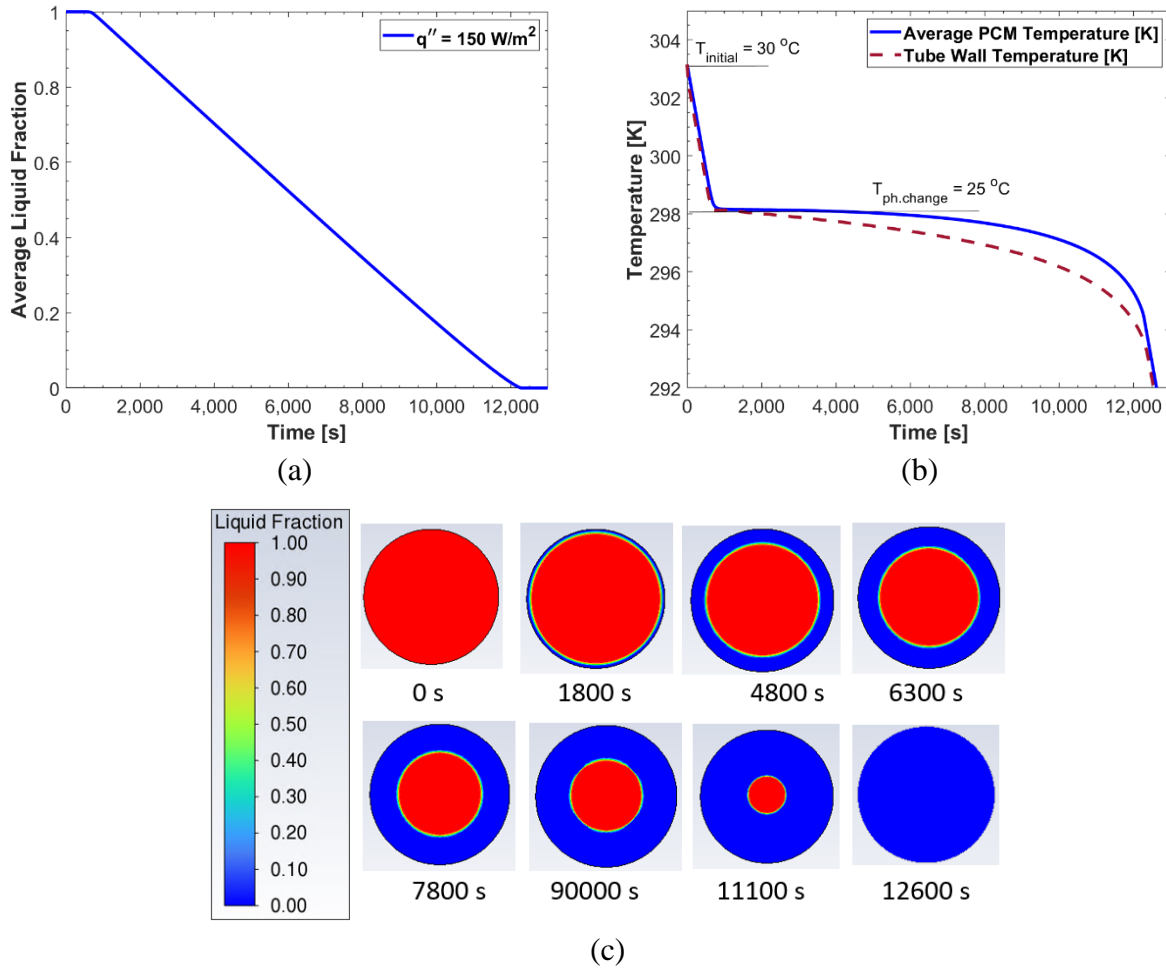 1
0.8
0.6
0.4
0.2
0
Average Liquid Fraction
q′′ = 150 W/m²
0 2,000 4,000 6,000 8,000 10,000 12,000
Time [s]
(a)
304
302
300
298
296
294
292
Temperature [K]
Average PCM Temperature [K]
Tube Wall Temperature [K]
T_initial = 30 °C
T_ph.change = 25 °C
0 2,000 4,000 6,000 8,000 10,000 12,000
Time [s]
(b)
Liquid Fraction
1.00
0.90
0.80
0.70
0.60
0.50
0.40
0.30
0.20
0.10
0.00
0 s 1800 s 4800 s 6300 s
7800 s 90000 s 11100 s 12600 s
(c)